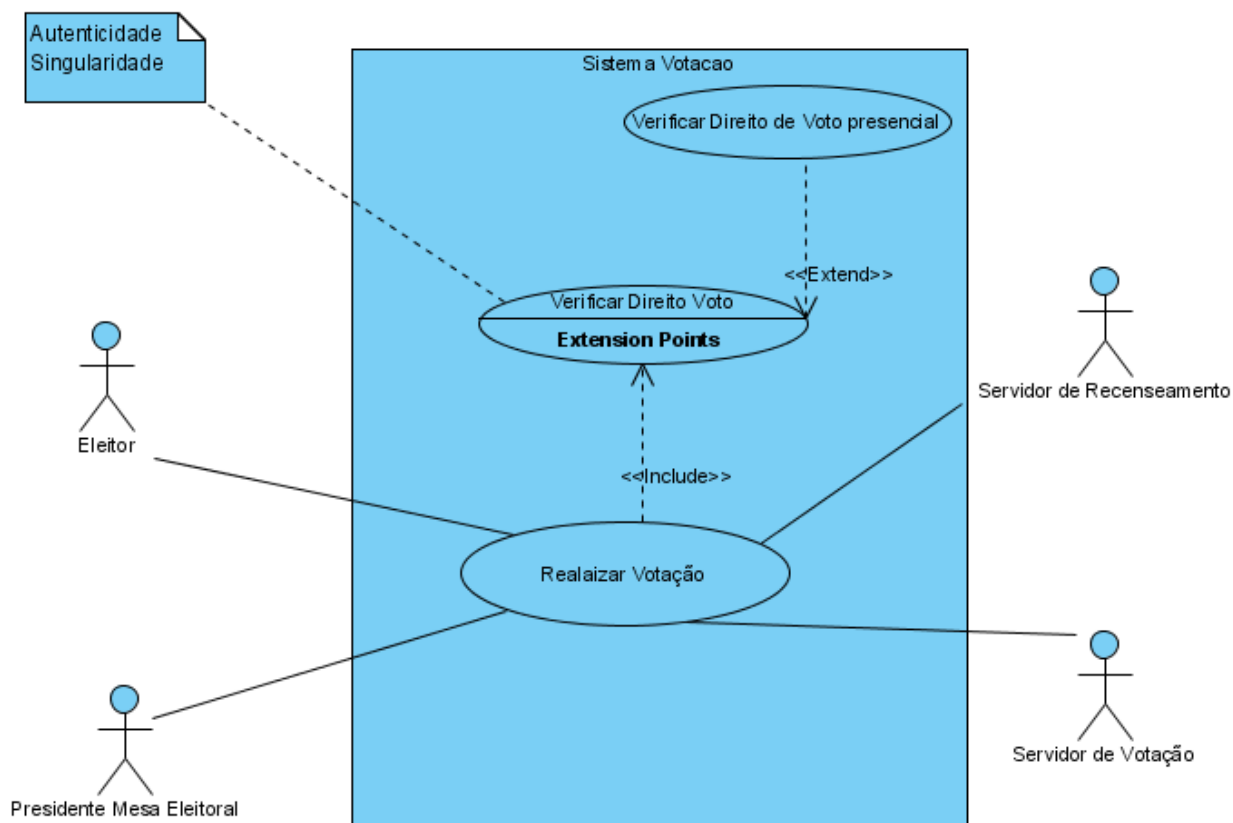 Autenticidade
Singularidade
Sistema Votacao
Verificar Direito de Voto presencial
<<Extend>>
Verificar Direito Voto
Extension Points
Servidor de Recenseamento
Eleitor
<<Include>>
Realaizar Votação
Servidor de Votação
Presidente Mesa Eleitoral